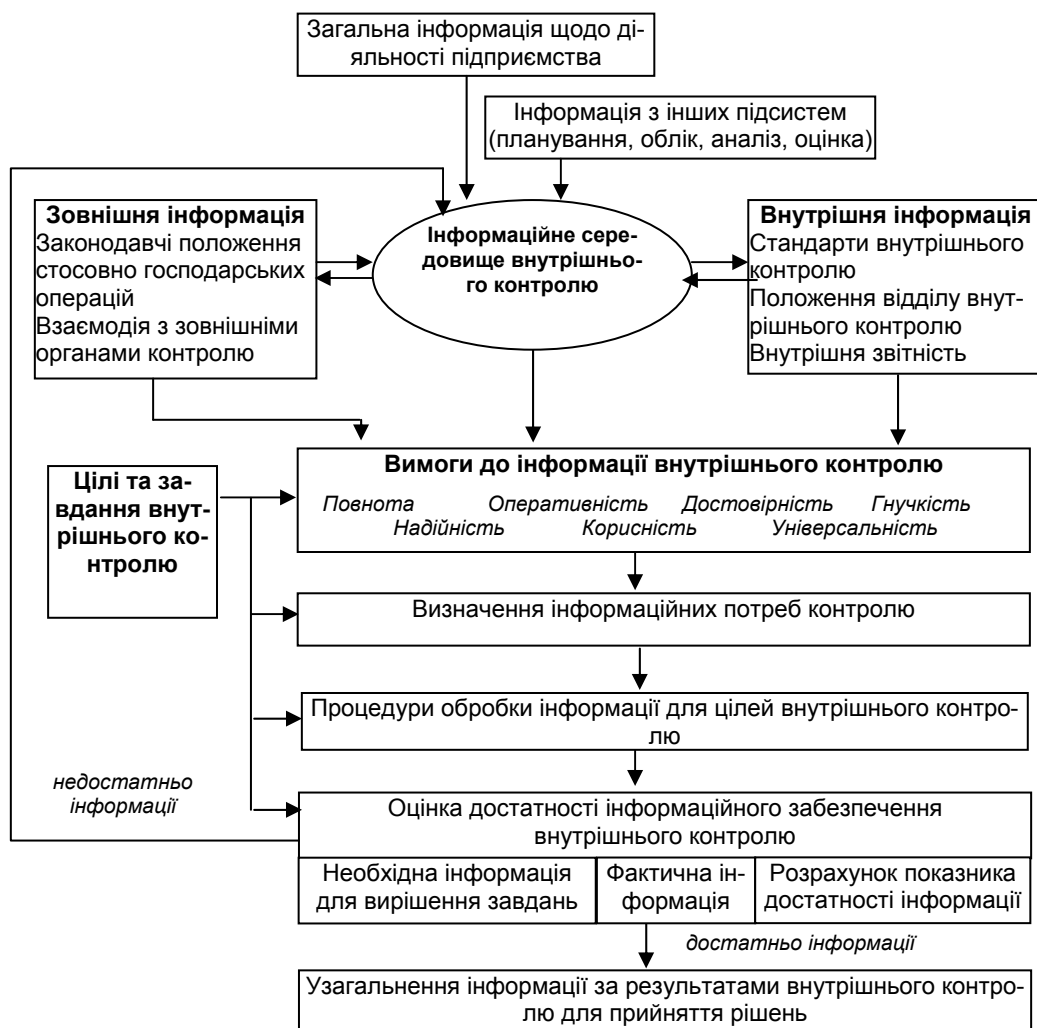 Загальна інформація щодо ді-
яльності підприємства
Інформація з інших підсистем
(планування, облік, аналіз, оцінка)
Зовнішня інформація
Законодавчі положення
стосовно господарських
операцій
Взаємодія з зовнішніми
органами контролю
Інформаційне сере-
довище внутрішньо-
го контролю
Внутрішня інформація
Стандарти внутрішнього
контролю
Положення відділу внут-
рішнього контролю
Внутрішня звітність
Цілі та за-
вдання внут-
рішнього ко-
нтролю
Вимоги до інформації внутрішнього контролю
Повнота Оперативність Достовірність Гнучкість
Надійність Корисність Універсальність
Визначення інформаційних потреб контролю
Процедури обробки інформації для цілей внутрішнього контро-
лю
недостатньо
інформації
Оцінка достатності інформаційного забезпечення
внутрішнього контролю
Необхідна інформація
для вирішення завдань
Фактична ін-
формація
Розрахунок показника
достатності інформації
достатньо інформації
Узагальнення інформації за результатами внутрішнього контро-
лю для прийняття рішень